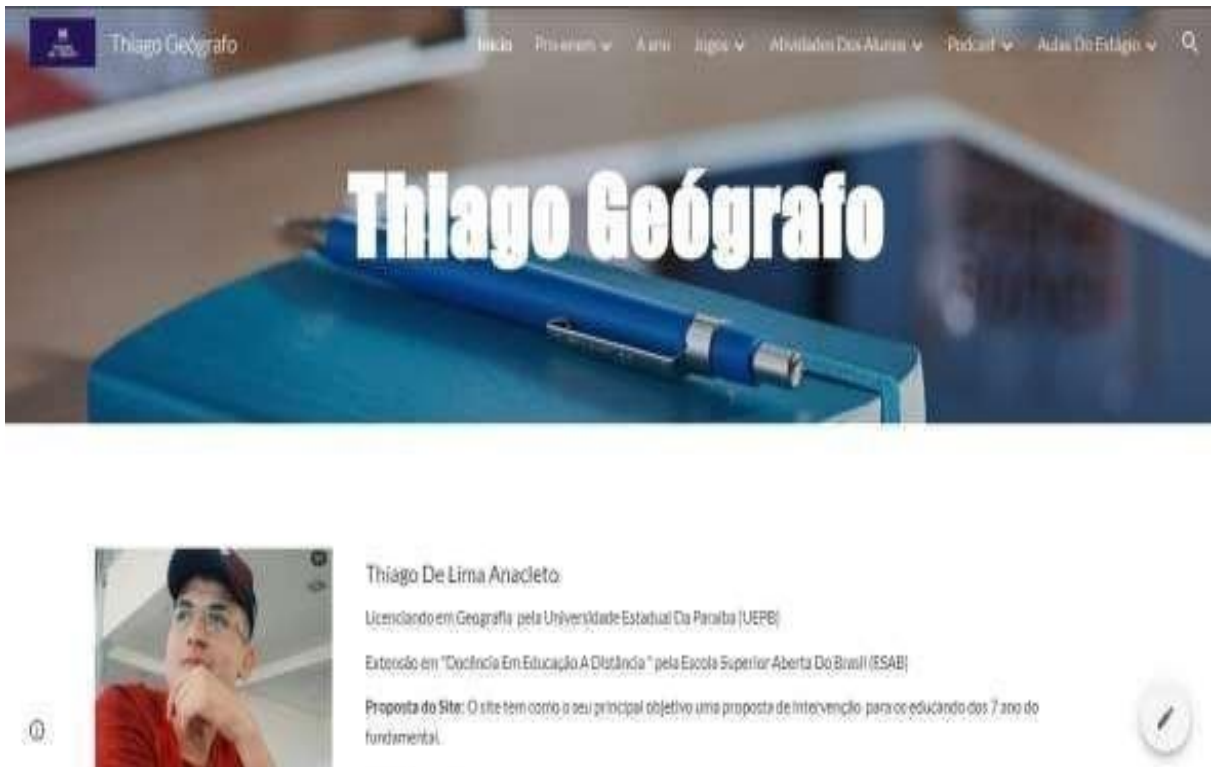 Thiago Geógrafo
Início Pro-enem A ano Jogos Atividades Dos Alunos Podcast Aulas Do Estágio
Thiago Geógrafo
Thiago De Lima Anacleto
Licenciando em Geografia pela Universidade Estadual Da Paraíba (UEPB)
Extensão em "Docência Em Educação A Distância " pela Escola Superior Aberta Do Brasil (ESAB)
Proposta do Site: O site tem como o seu principal objetivo uma proposta de intervenção para os educando dos 7 ano do
fundamental.